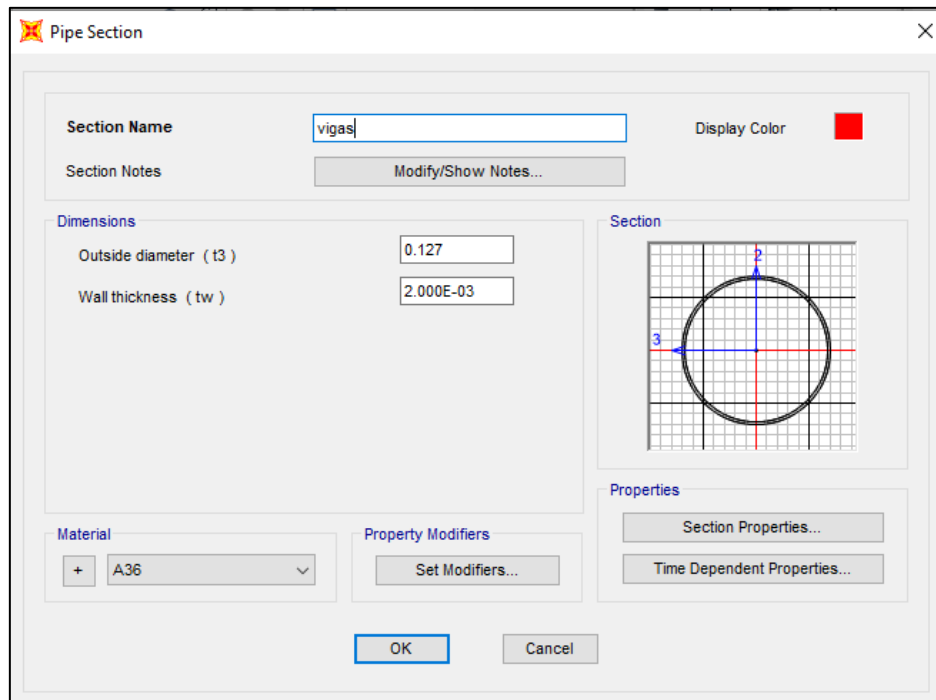 Pipe Section
Section Name vigas Display Color
Section Notes Modify/Show Notes...
Dimensions
Outside diameter ( t3 ) 0.127
Wall thickness ( tw ) 2.000E-03
Section
2
3
Properties
Section Properties...
Time Dependent Properties...
Material
+ A36
Property Modifiers
Set Modifiers...
OK Cancel